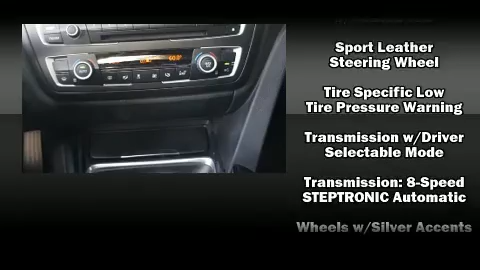 Sport Leather
Steering Wheel
Tire Specific Low
Tire Pressure Warning
Transmission w/Driver
Selectable Mode
Transmission: 8-Speed
STEPTRONIC Automatic
Wheels w/Silver Accents